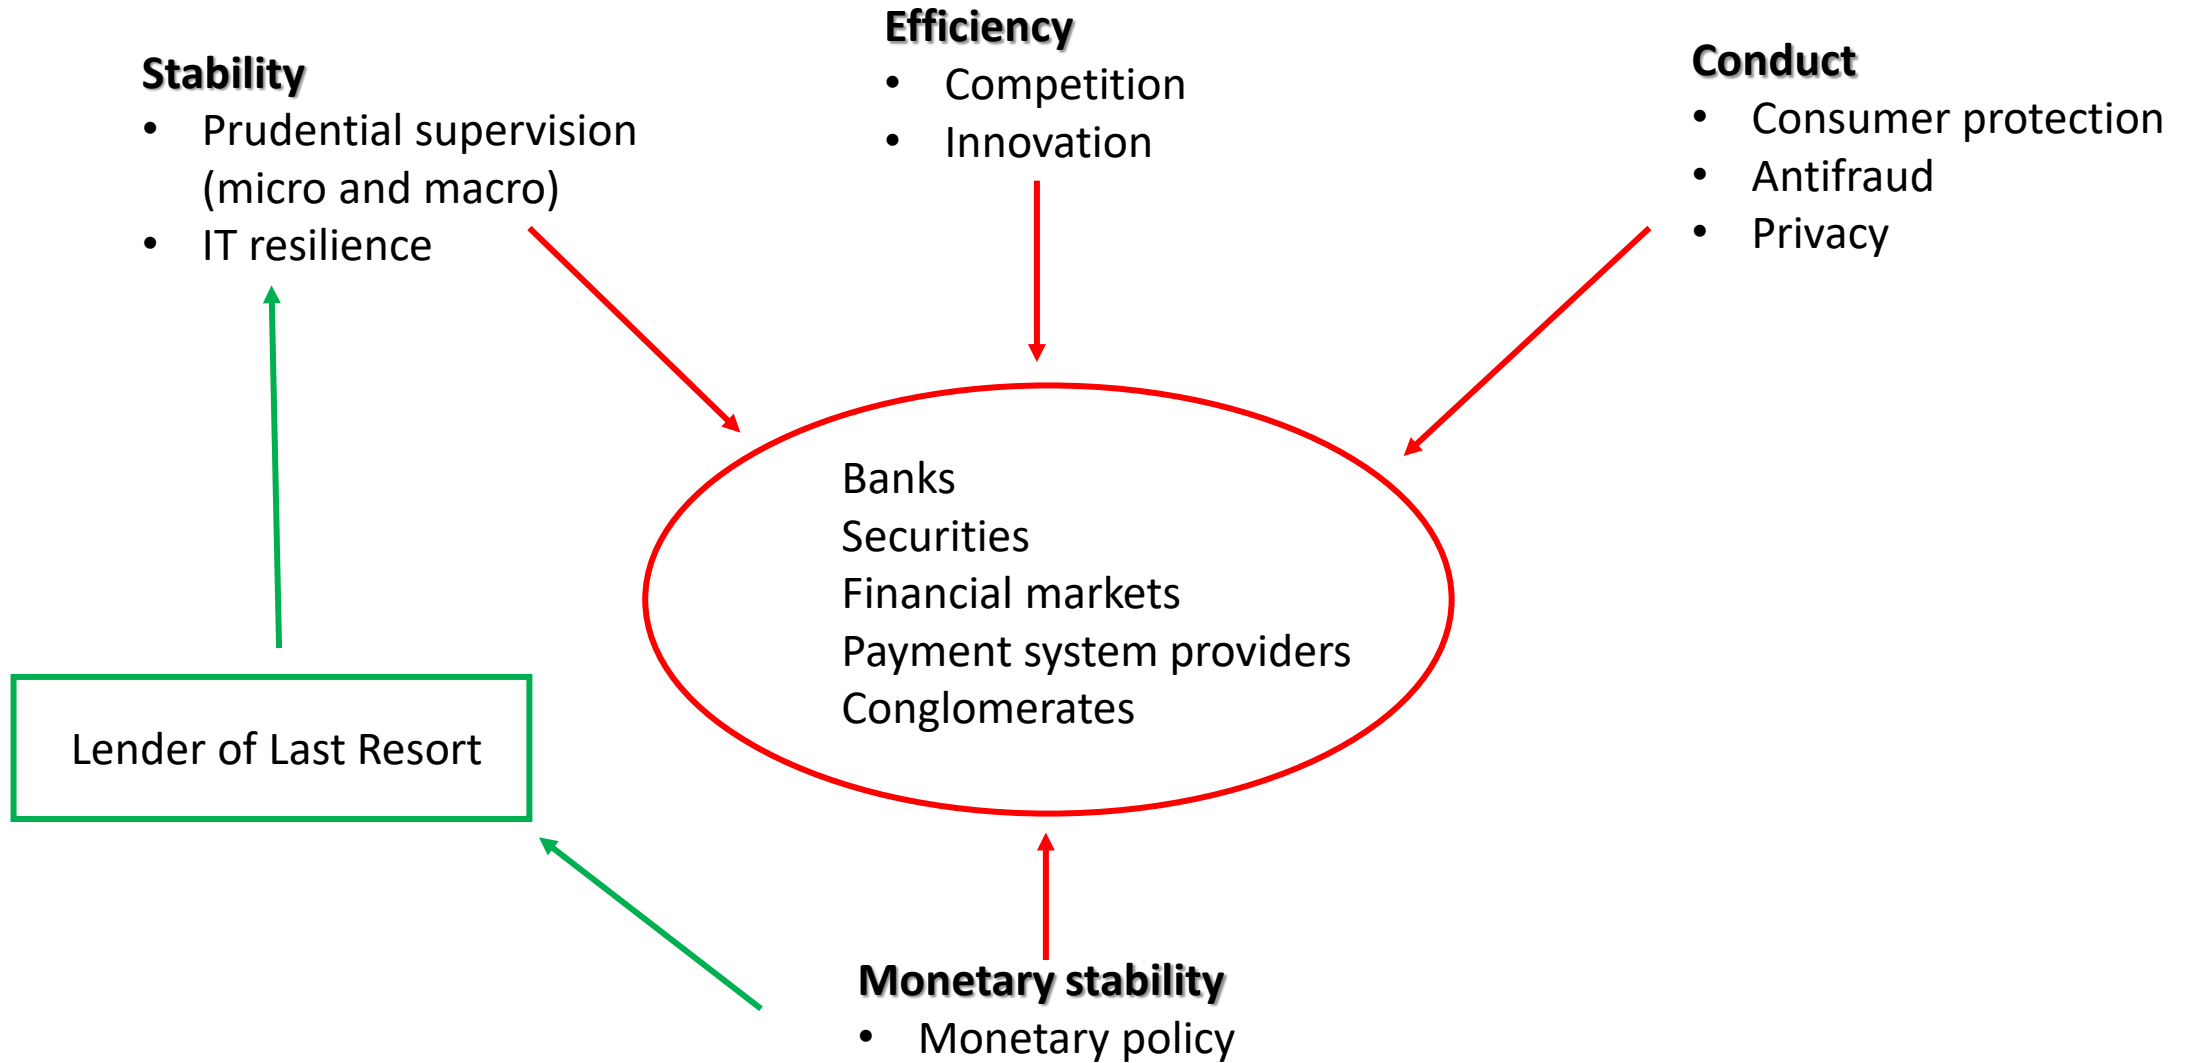 Stability
• Prudential supervision
(micro and macro)
• IT resilience
Efficiency
• Competition
• Innovation
Conduct
• Consumer protection
• Antifraud
• Privacy
Banks
Securities
Financial markets
Payment system providers
Conglomerates
Lender of Last Resort
Monetary stability
• Monetary policy